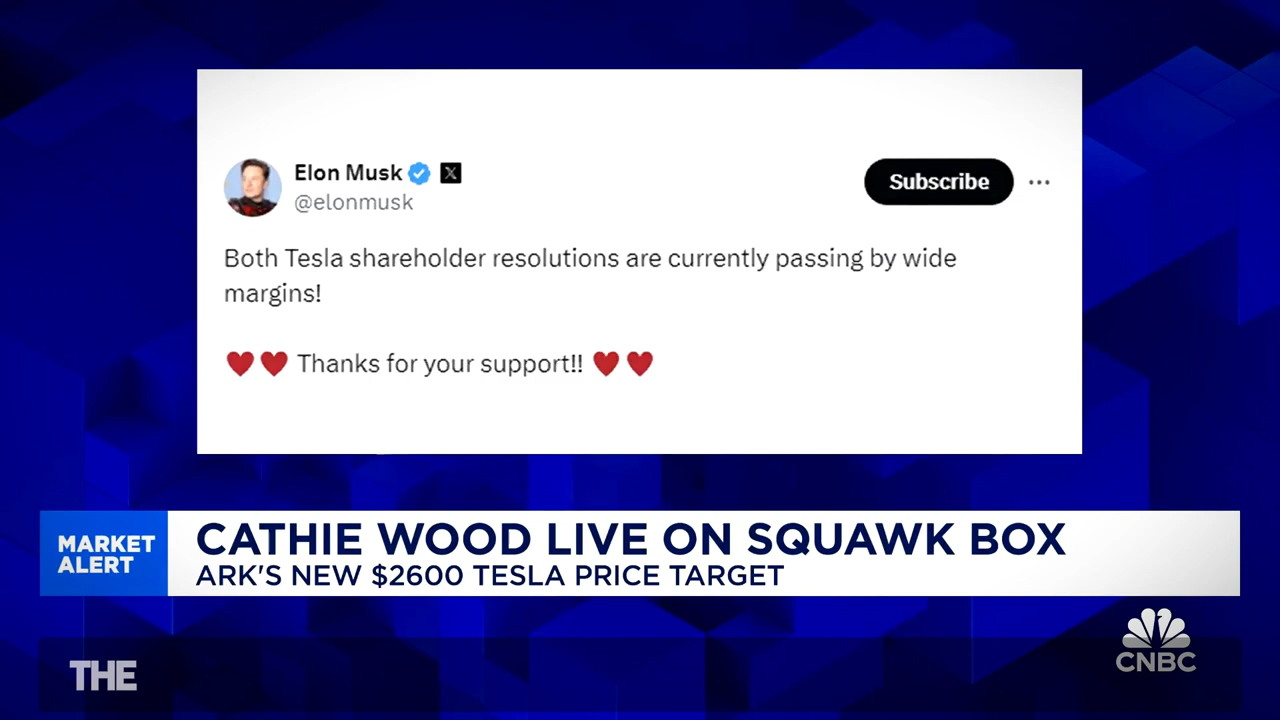 Elon Musk
@elonmusk
Subscribe
Both Tesla shareholder resolutions are currently passing by wide
margins!
❤️❤️ Thanks for your support!! ❤️❤️
MARKET
ALERT
CATHIE WOOD LIVE ON SQUAWK BOX
ARK'S NEW $2600 TESLA PRICE TARGET
THE
CNBC